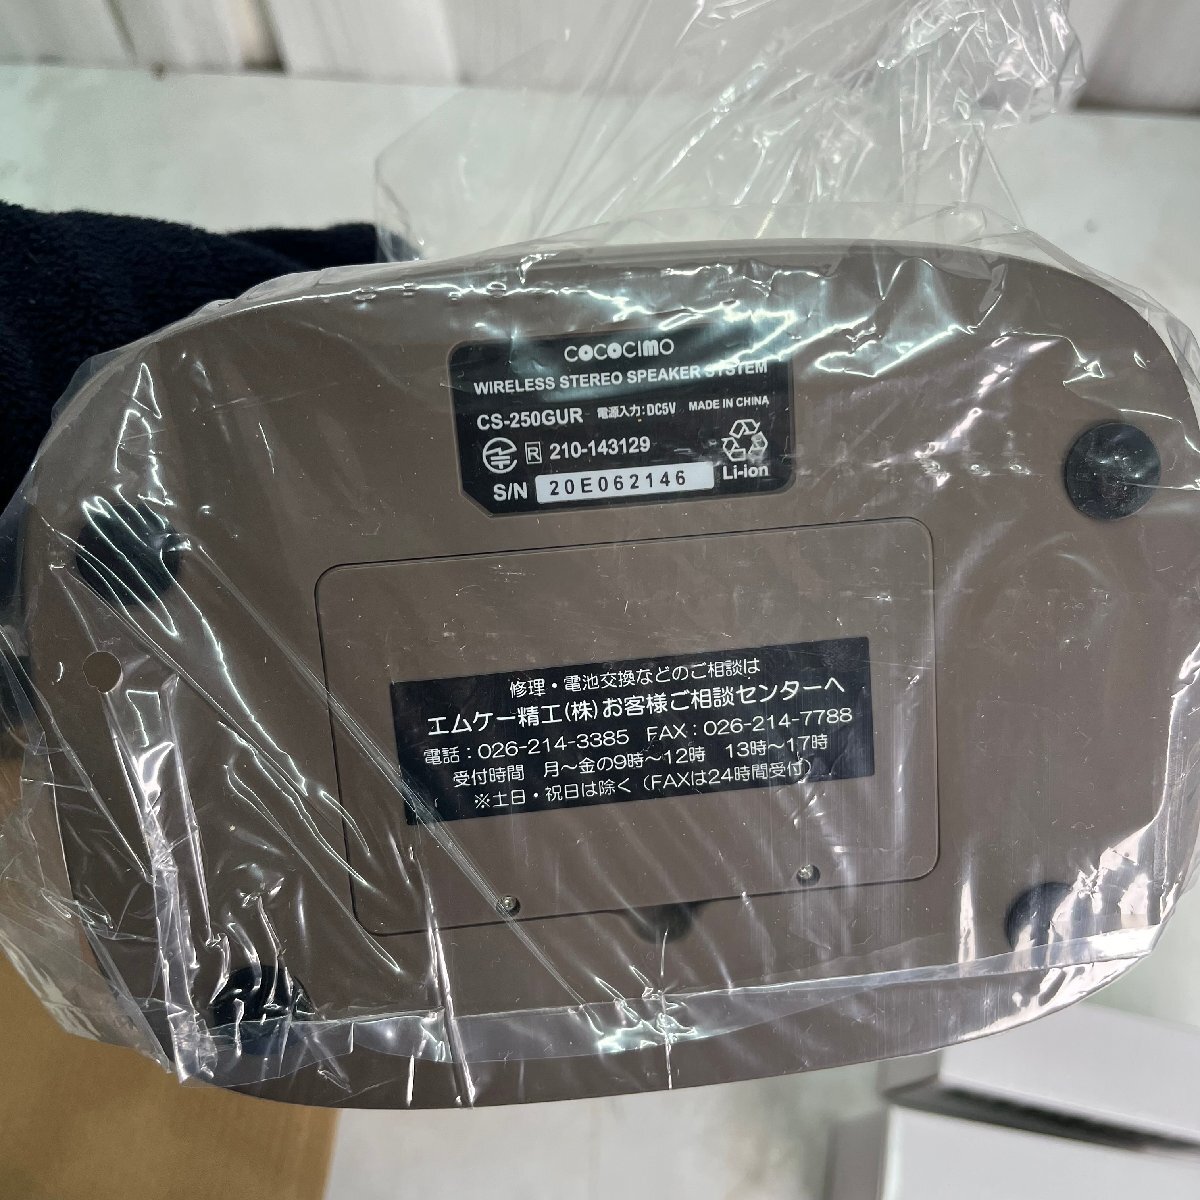 COCOCIMO
WIRELESS STEREO SPEAKER SYSTEM
CS-250GUR 電源入力:DC5V MADE IN CHINA
R 210-143129
Li-ion
S/N 20E062146
修理・電池交換などのご相談は
エムケー精工(株)お客様ご相談センターへ
電話:026-214-3385 FAX:026-214-7788
受付時間 月〜金の9時〜12時 13時〜17時
※土日・祝日は除く(FAXは24時間受付)